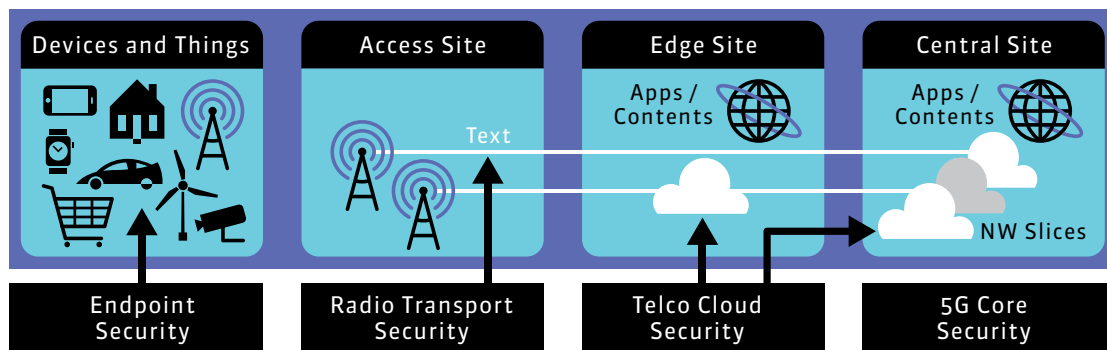 Devices and Things
Access Site
Edge Site
Central Site
Apps /
Contents
Apps /
Contents
Text
NW Slices
Endpoint
Security
Radio Transport
Security
Telco Cloud
Security
5G Core
Security